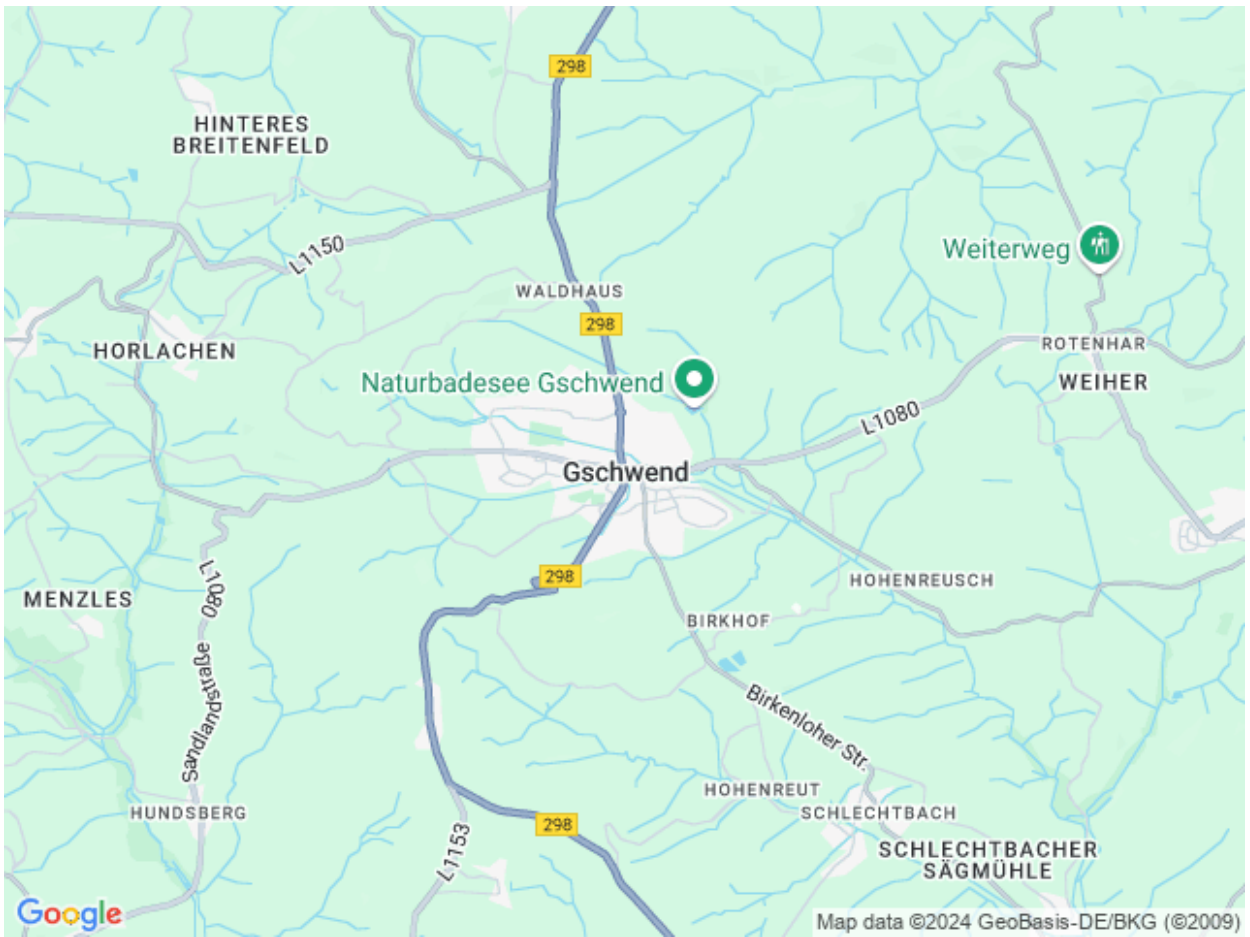 298
HINTERES
BREITENFELD
L1150
Weiterweg
WALDHAUS
298
HORLACHEN
ROTENHAR
WEIHER
Naturbadesee Gschwend
L1080
Gschwend
298
HOHENREUSCH
L1080
MENZLES
BIRKHOF
Sandlandstraße
Birkenloher Str.
HOHENREUT
HUNDSBERG
SCHLECHTBACH
298
L1153
SCHLECHTBACHER
SÄGMÜHLE
Google
Map data ©2024 GeoBasis-DE/BKG (©2009)